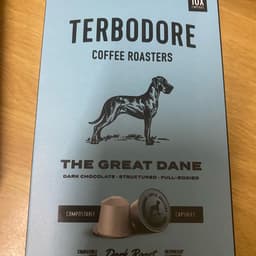 10X
TERBODORE
COFFEE ROASTERS
THE GREAT DANE
DARK CHOCOLATE · STRUCTURED · FULL-BODIED
COMPOSTABLE
CAPSULES
Dark Roast